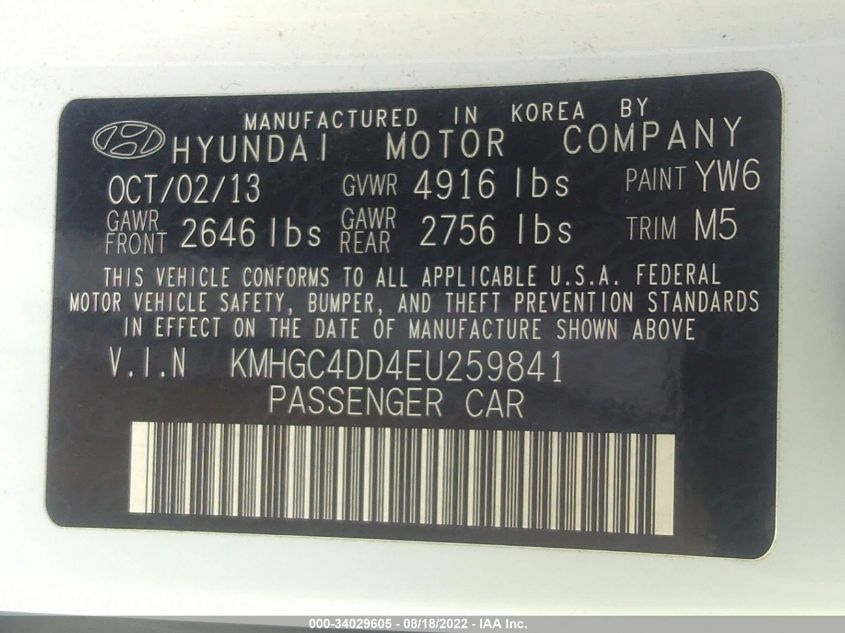 MANUFACTURED IN KOREA BY
HYUNDAI MOTOR COMPANY
OCT/02/13 GVWR 4916 lbs PAINT YW6
GAWR FRONT 2646 lbs GAWR REAR 2756 lbs TRIM M5
THIS VEHICLE CONFORMS TO ALL APPLICABLE U.S.A. FEDERAL
MOTOR VEHICLE SAFETY, BUMPER, AND THEFT PREVENTION STANDARDS
IN EFFECT ON THE DATE OF MANUFACTURE SHOWN ABOVE
V.I.N KMHGC4DD4EU259841
PASSENGER CAR
000-34029605 - 08/18/2022 - IAA Inc.